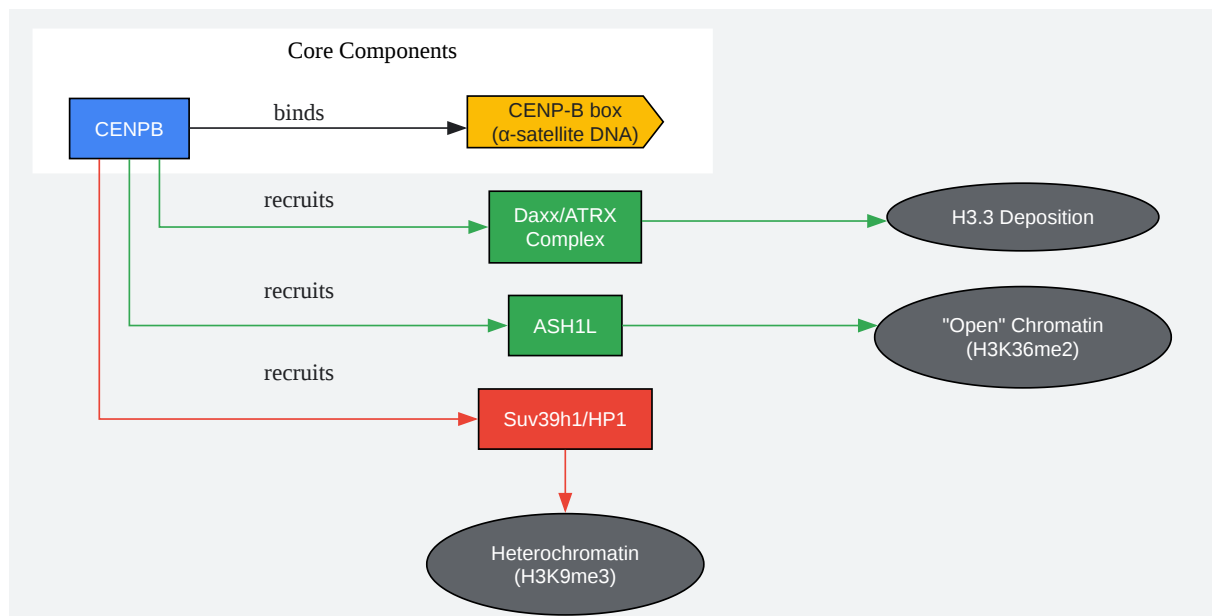 Core Components
CENPB
binds
CENP-B box
(α-satellite DNA)
recruits
Daxx/ATRX
Complex
H3.3 Deposition
recruits
ASH1L
"Open" Chromatin
(H3K36me2)
recruits
Suv39h1/HP1
Heterochromatin
(H3K9me3)